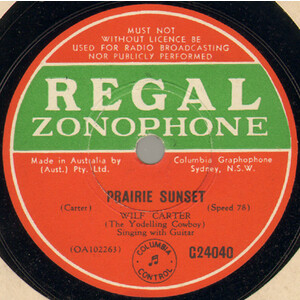 MUST NOT
WITHOUT LICENCE BE
USED FOR RADIO BROADCASTING
NOR PUBLICLY PERFORMED
REGAL
ZONOPHONE
Made in Australia by
(Aust.) Pty. Ltd.
Columbia Graphophone
Sydney, N.S.W.
PRAIRIE SUNSET
(Carter)
(Speed 78)
WILF CARTER
(The Yodelling Cowboy)
Singing with Guitar
(OA102263)
COLUMBIA
CONTROL
G24040